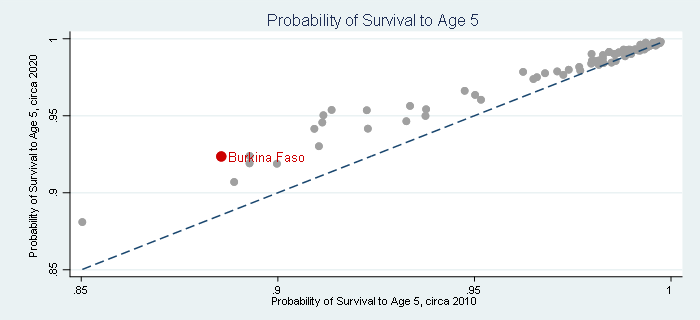 Probability of Survival to Age 5
Probability of Survival to Age 5, circa 2020
1
.95
.9
.85
Burkina Faso
.85
.9
.95
1
Probability of Survival to Age 5, circa 2010